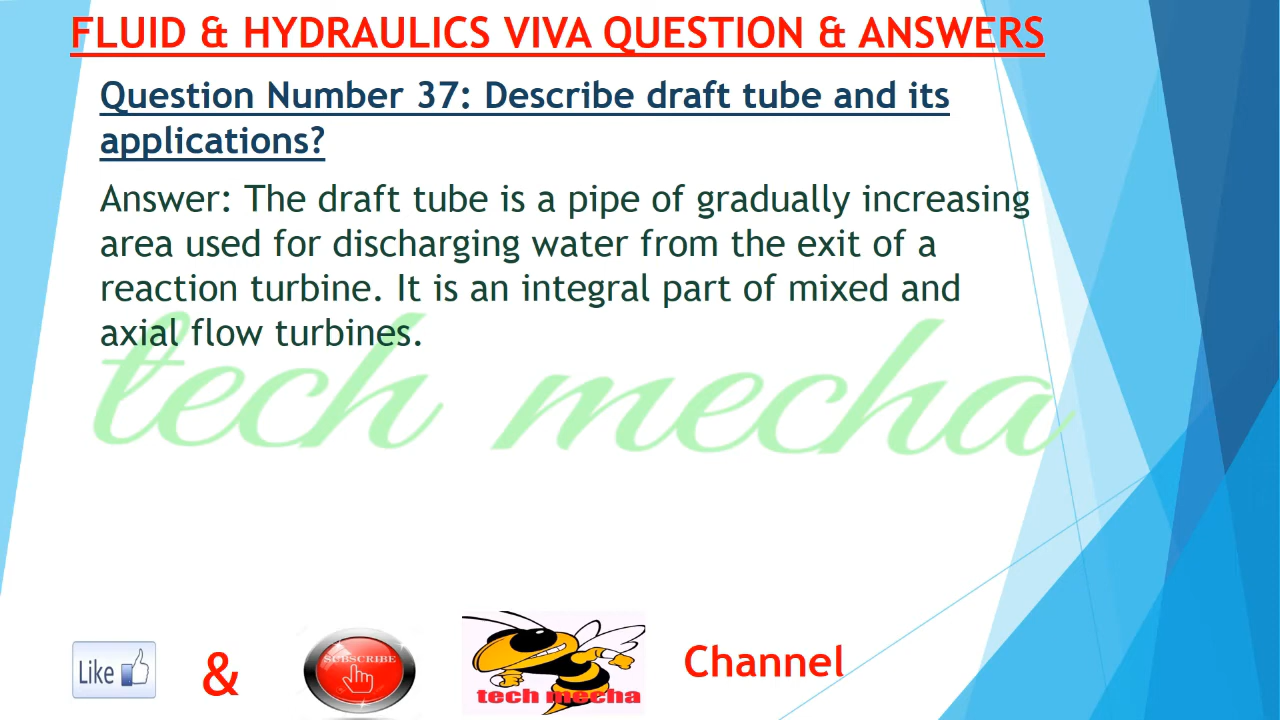 FLUID & HYDRAULICS VIVA QUESTION & ANSWERS
Question Number 37: Describe draft tube and its
applications?
Answer: The draft tube is a pipe of gradually increasing
area used for discharging water from the exit of a
reaction turbine. It is an integral part of mixed and
axial flow turbines.
tech mecha
Like & SUBSCRIBE tech mecha Channel